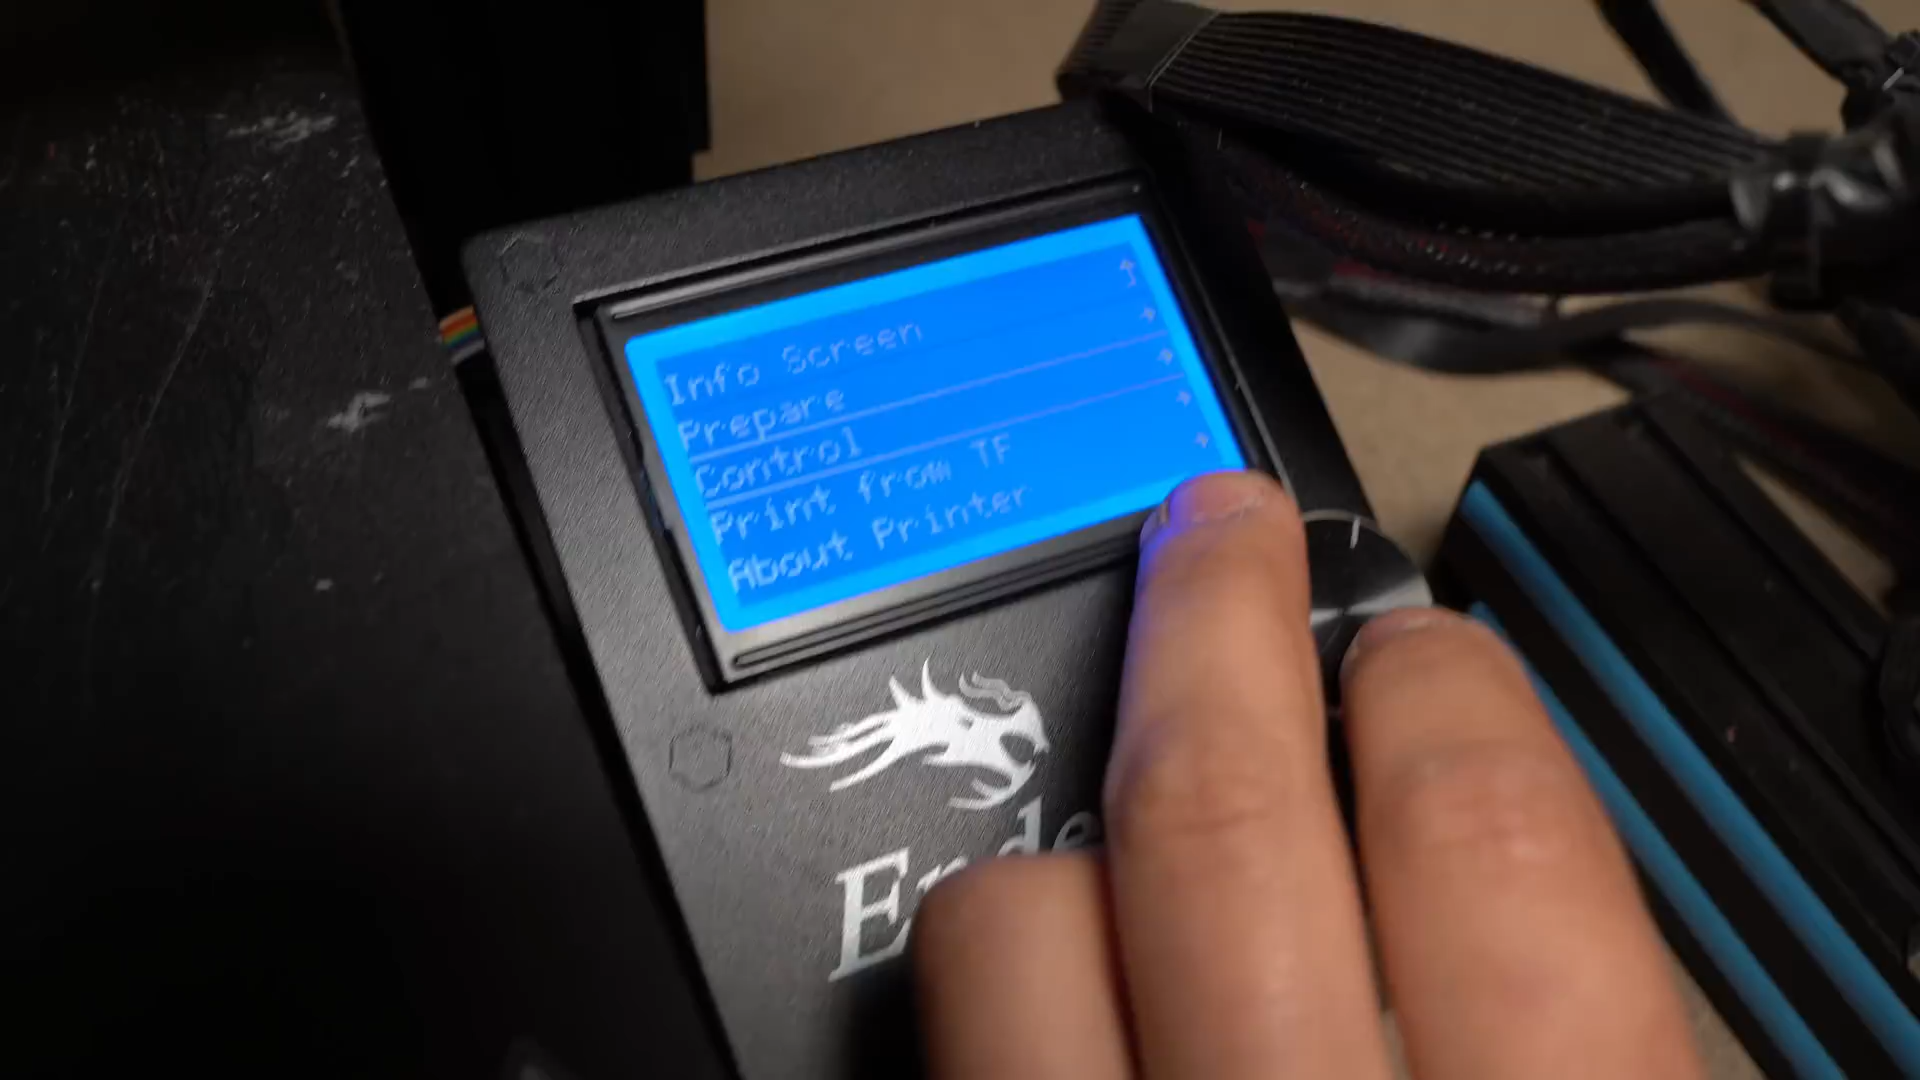 Info Screen
Prepare
Control
Print from TF
About Printer
Ende